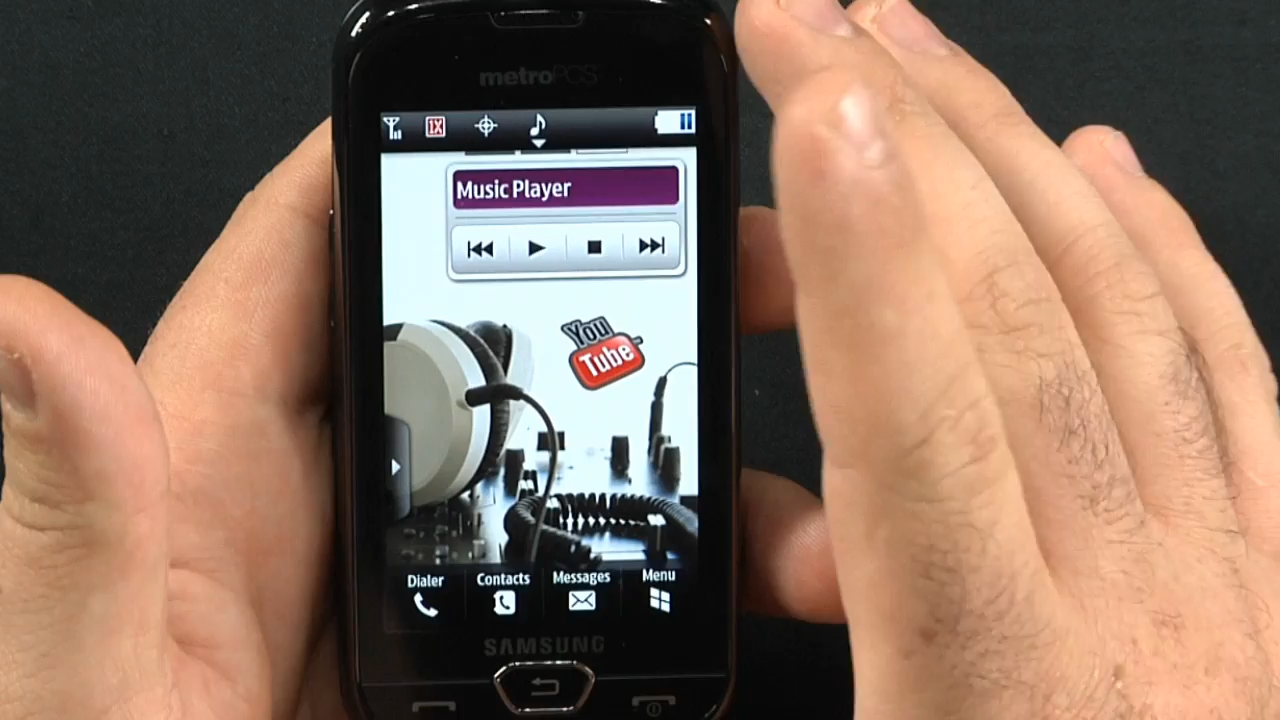 metroPCS
1X
Music Player
You
Tube
Dialer Contacts Messages Menu
SAMSUNG